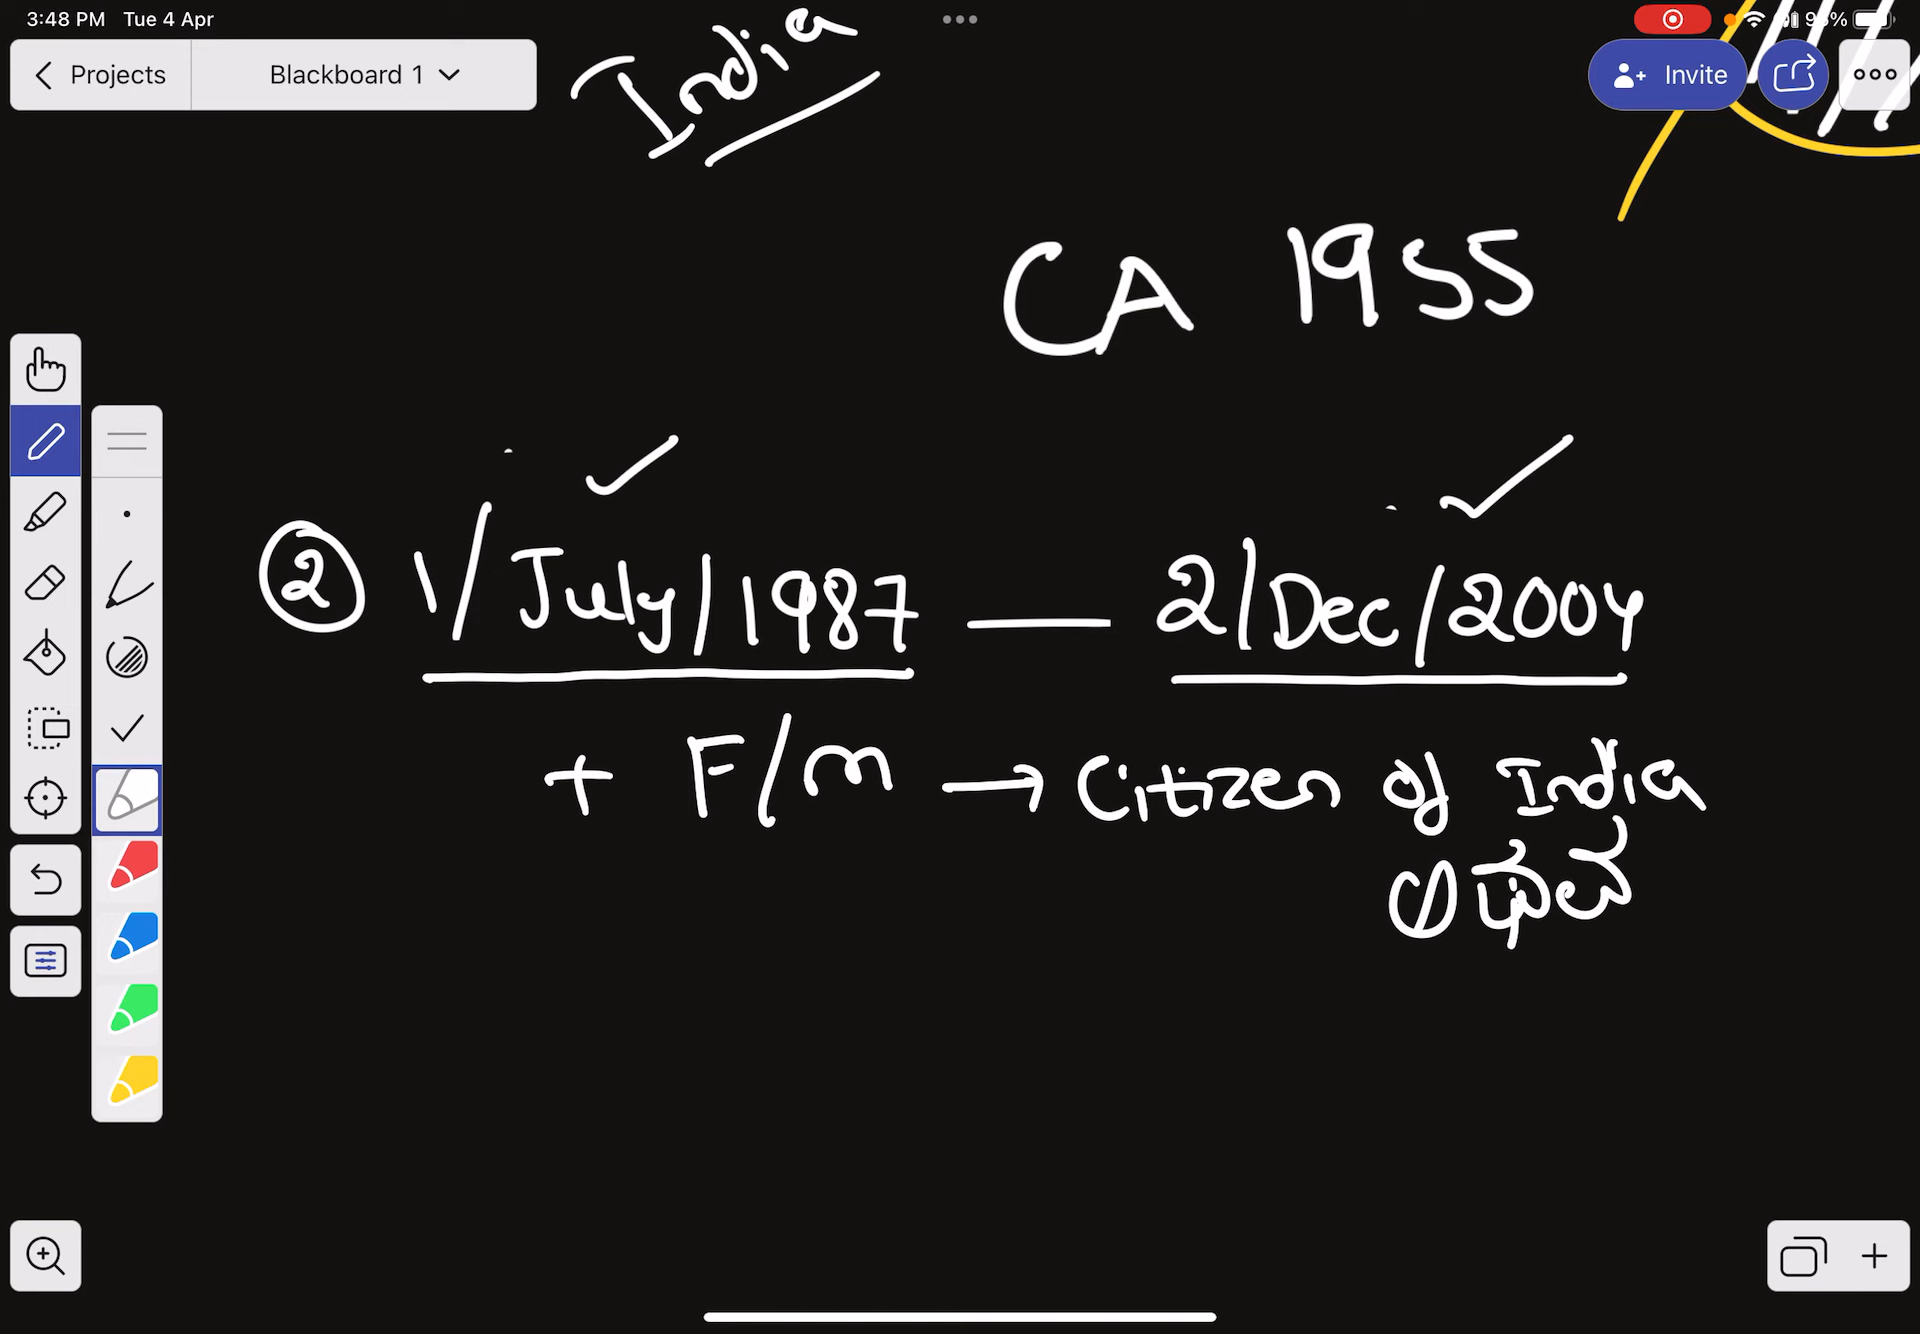 3:48 PM Tue 4 Apr
Projects
Blackboard 1
India
Invite
CA 1955
② 1/July/1987 — 2/Dec/2004
+ F/m → Citizen of India